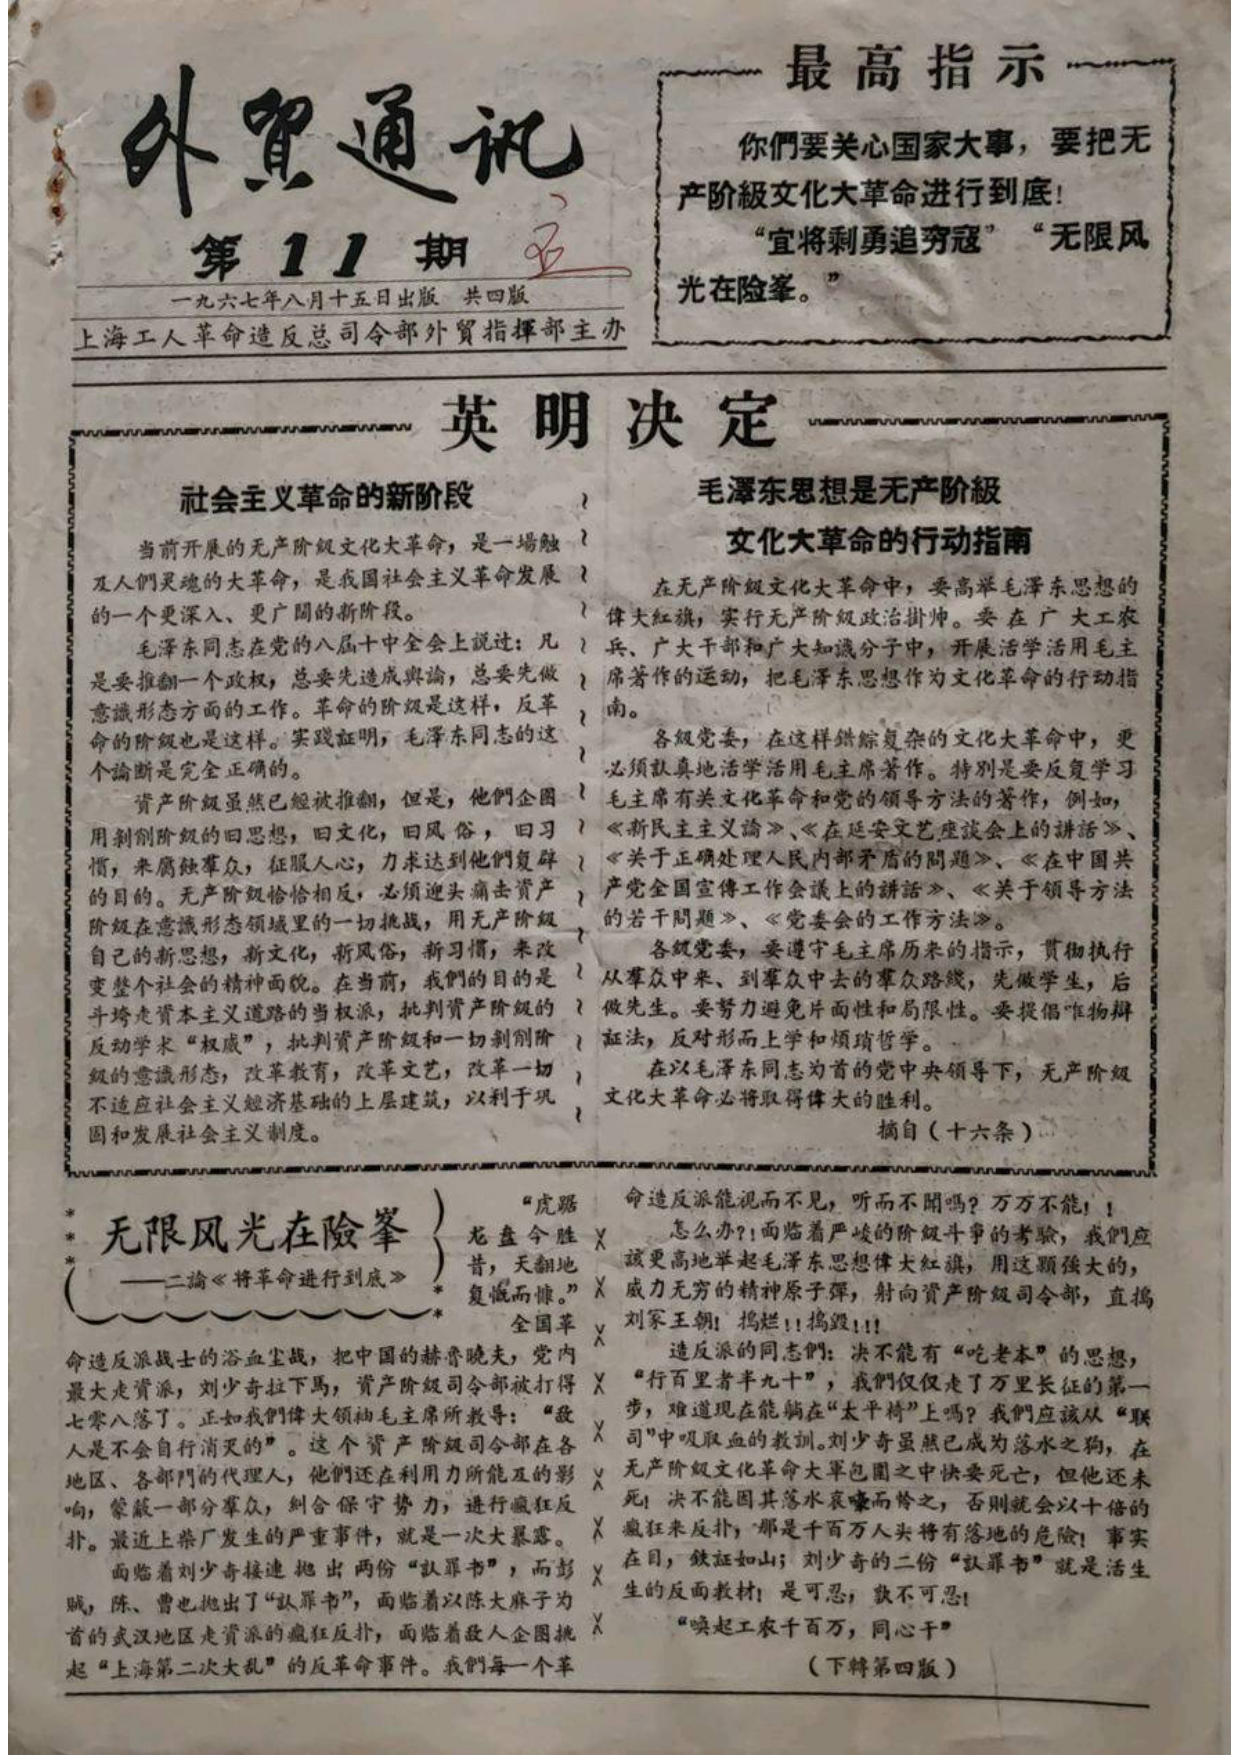 外貿通訊
第11期
一九六七年八月十五日出版 共四版
上海工人革命造反总司令部外貿指揮部主办
最高指示
你們要关心国家大事，要把无
产阶級文化大革命进行到底！
“宜将剩勇追穷寇”“无限风
光在险峯。”
英明决定
社会主义革命的新阶段
当前开展的无产阶級文化大革命，是一場触
及人們灵魂的大革命，是我国社会主义革命发展
的一个更深入、更广闊的新阶段。
毛澤东同志在党的八届十中全会上說过：凡
是要推翻一个政权，总要先造成輿論，总要先做
意識形态方面的工作。革命的阶級是这样，反革
命的阶級也是这样。实践証明，毛澤东同志的这
个論断是完全正确的。
資产阶級虽然已經被推翻，但是，他們企图
用剥削阶級的旧思想，旧文化，旧风俗，旧习
惯，来腐蚀羣众，征服人心，力求达到他們复辟
的目的。无产阶級恰恰相反，必須迎头痛击資产
阶級在意識形态领域里的一切挑战，用无产阶級
自己的新思想，新文化，新风俗，新习惯，来改
变整个社会的精神面貌。在当前，我們的目的是
斗垮走資本主义道路的当权派，批判資产阶級的
反动学术“权威”，批判資产阶級和一切剥削阶
級的意識形态，改革教育，改革文艺，改革一切
不适应社会主义經济基础的上层建筑，以利于巩
固和发展社会主义制度。
毛澤东思想是无产阶級
文化大革命的行动指南
在无产阶級文化大革命中，要高举毛澤东思想的
偉大紅旗，实行无产阶級政治掛帅。要在广大工农
兵、广大干部和广大知識分子中，开展活学活用毛主
席著作的运动，把毛澤东思想作为文化革命的行动指
南。
各級党委，在这样錯綜复杂的文化大革命中，更
必須認真地活学活用毛主席著作。特別是要反复学习
毛主席有关文化革命和党的领导方法的著作，例如，
《新民主主义論》、《在延安文艺座談会上的讲話》、
《关于正确处理人民内部矛盾的問題》、《在中国共
产党全国宣傳工作会議上的讲話》、《关于领导方法
的若干問題》、《党委会的工作方法》。
各級党委，要遵守毛主席历来的指示，貫彻执行
从羣众中来、到羣众中去的羣众路綫，先做学生，后
做先生。要努力避免片面性和局限性。要提倡唯物辯
証法，反对形而上学和煩瑣哲学。
在以毛澤东同志为首的党中央领导下，无产阶級
文化大革命必将取得偉大的胜利。
摘自（十六条）
无限风光在險峯
——二論《将革命进行到底》
“虎踞
龙盘今胜
昔，天翻地
复慨而慷。”
全国革
命造反派战士的浴血尘战，把中国的赫魯曉夫，党内
最大走資派，刘少奇拉下馬，資产阶級司令部被打得
七零八落了。正如我們偉大领袖毛主席所教导：“敌
人是不会自行消灭的”。这个資产阶級司令部在各
地区、各部門的代理人，他們还在利用力所能及的影
响，蒙蔽一部分羣众，糾合保守势力，进行瘋狂反
扑。最近上柴厂发生的严重事件，就是一次大暴露。
面临着刘少奇接連抛出两份“認罪书”，而彭
贼，陈、曹也抛出了“認罪书”，面临着以陈大麻子为
首的武汉地区走資派的瘋狂反扑，面临着敌人企图挑
起“上海第二次大乱”的反革命事件。我們每一个革
命造反派能視而不见，听而不聞嗎？万万不能！！
怎么办？！面临着严峻的阶級斗爭的考驗，我們应
該更高地举起毛澤东思想偉大紅旗，用这顆强大的，
威力无穷的精神原子彈，射向資产阶級司令部，直搗
刘家王朝！搗烂！！搗毀！！！
造反派的同志們：决不能有“吃老本”的思想，
“行百里者半九十”，我們仅仅走了万里长征的第一
步，难道现在能躺在“太平椅”上嗎？我們应該从“联
司”中吸取血的教訓。刘少奇虽然已成为落水之狗，在
无产阶級文化革命大軍包圍之中快要死亡，但他还未
死！决不能因其落水哀嚎而怜之，否則就会以十倍的
瘋狂来反扑，那是千百万人头将有落地的危險！事实
在目，鉄証如山；刘少奇的二份“認罪书”就是活生
生的反面教材！是可忍，孰不可忍！
“喚起工农千百万，同心干”
（下轉第四版）